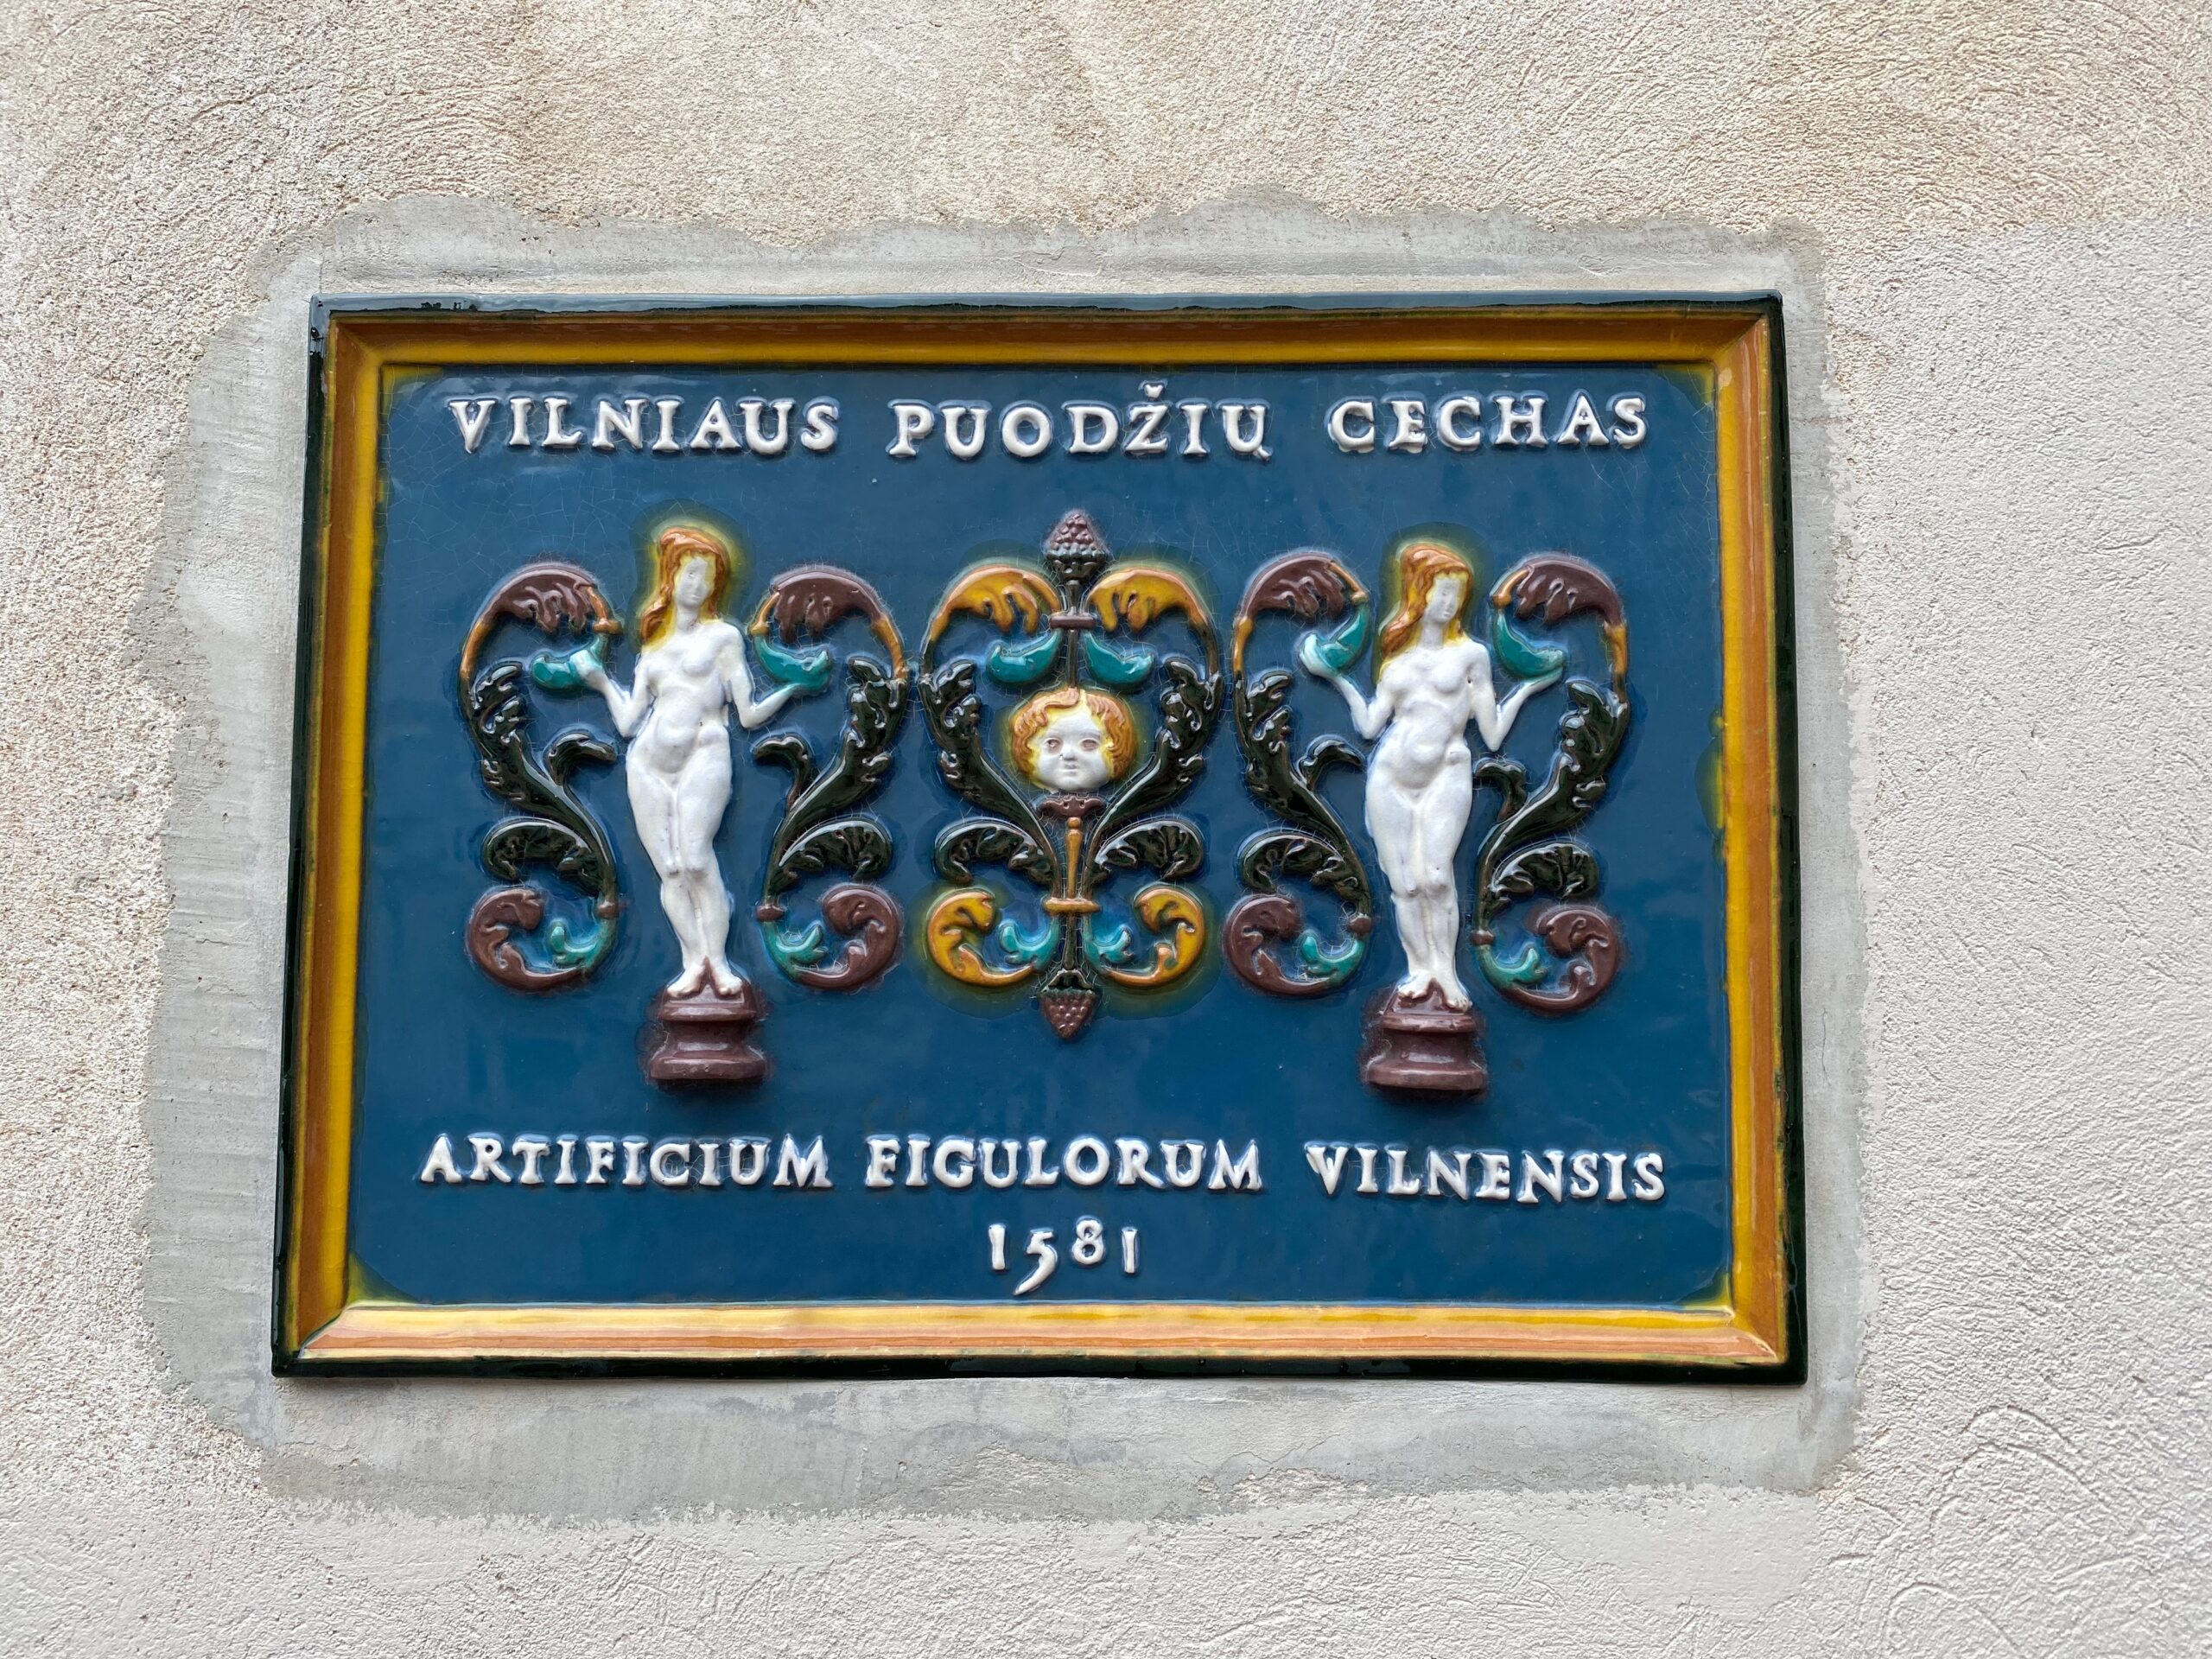 VILNIAUS PUODŽIŲ CECHAS
ARTIFICIUM FIGULORUM VILNENSIS
1581